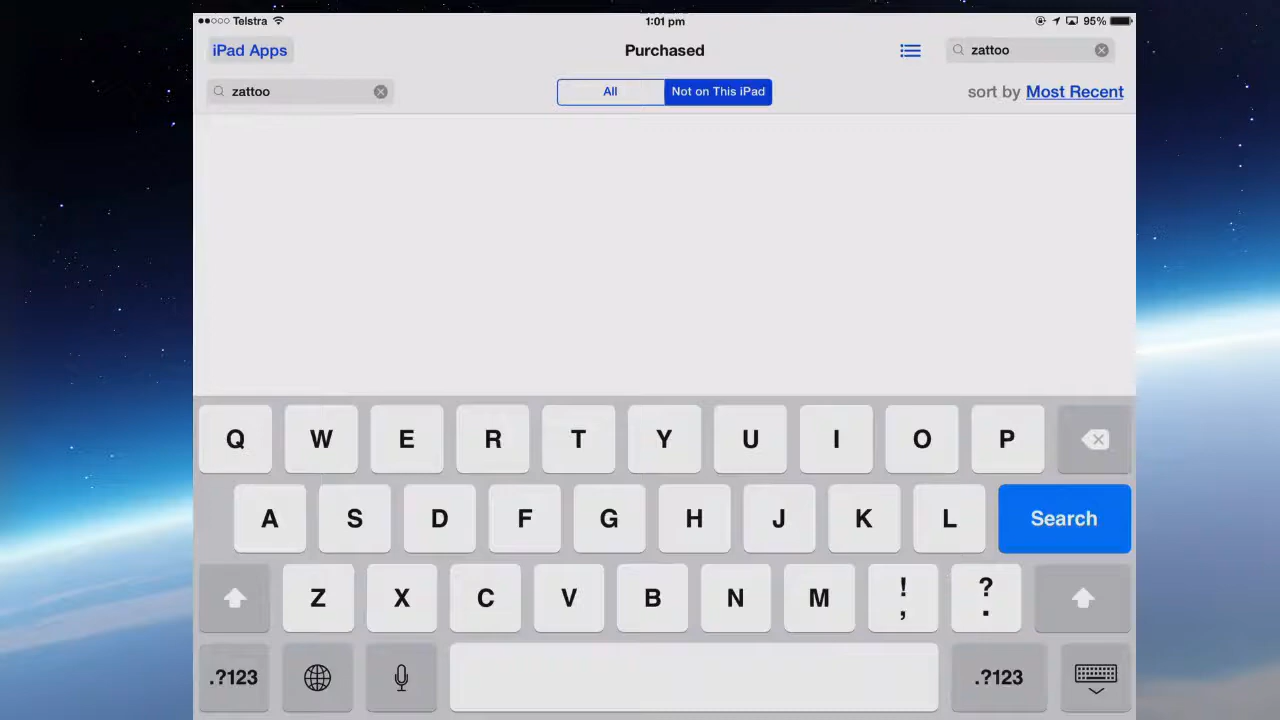 Telstra 1:01 pm 95%
iPad Apps Purchased zattoo
zattoo All Not on This iPad sort by Most Recent
Q W E R T Y U I O P
A S D F G H J K L Search
Z X C V B N M ! , ? .
.?123 .?123